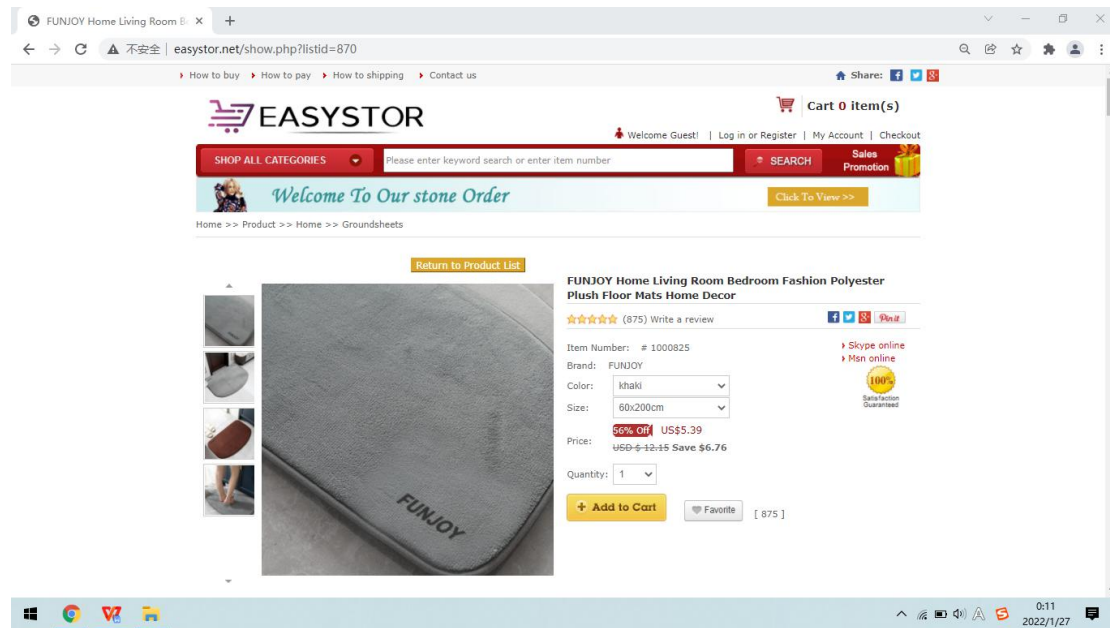 FUNJOY Home Living Room B
不安全 easystor.net/show.php?listid=870
How to buy How to pay How to shipping Contact us Share:
EASYSTOR
Cart 0 item(s)
Welcome Guest! | Log in or Register | My Account | Checkout
SHOP ALL CATEGORIES Please enter keyword search or enter item number SEARCH Sales Promotion
Welcome To Our stone Order Click To View >>
Home >> Product >> Home >> Groundsheets
Return to Product List
FUNJOY Home Living Room Bedroom Fashion Polyester
Plush Floor Mats Home Decor
(875) Write a review Pin it
Item Number: # 1000825
Skype online
Msn online
Brand: FUNJOY
Color: khaki
100%
Satisfaction
Guaranteed
Size: 60x200cm
56% Off US$5.39
Price:
USD $ 12.15 Save $6.76
Quantity: 1
+ Add to Cart Favorite [ 875 ]
FUNJOY
0:11
2022/1/27